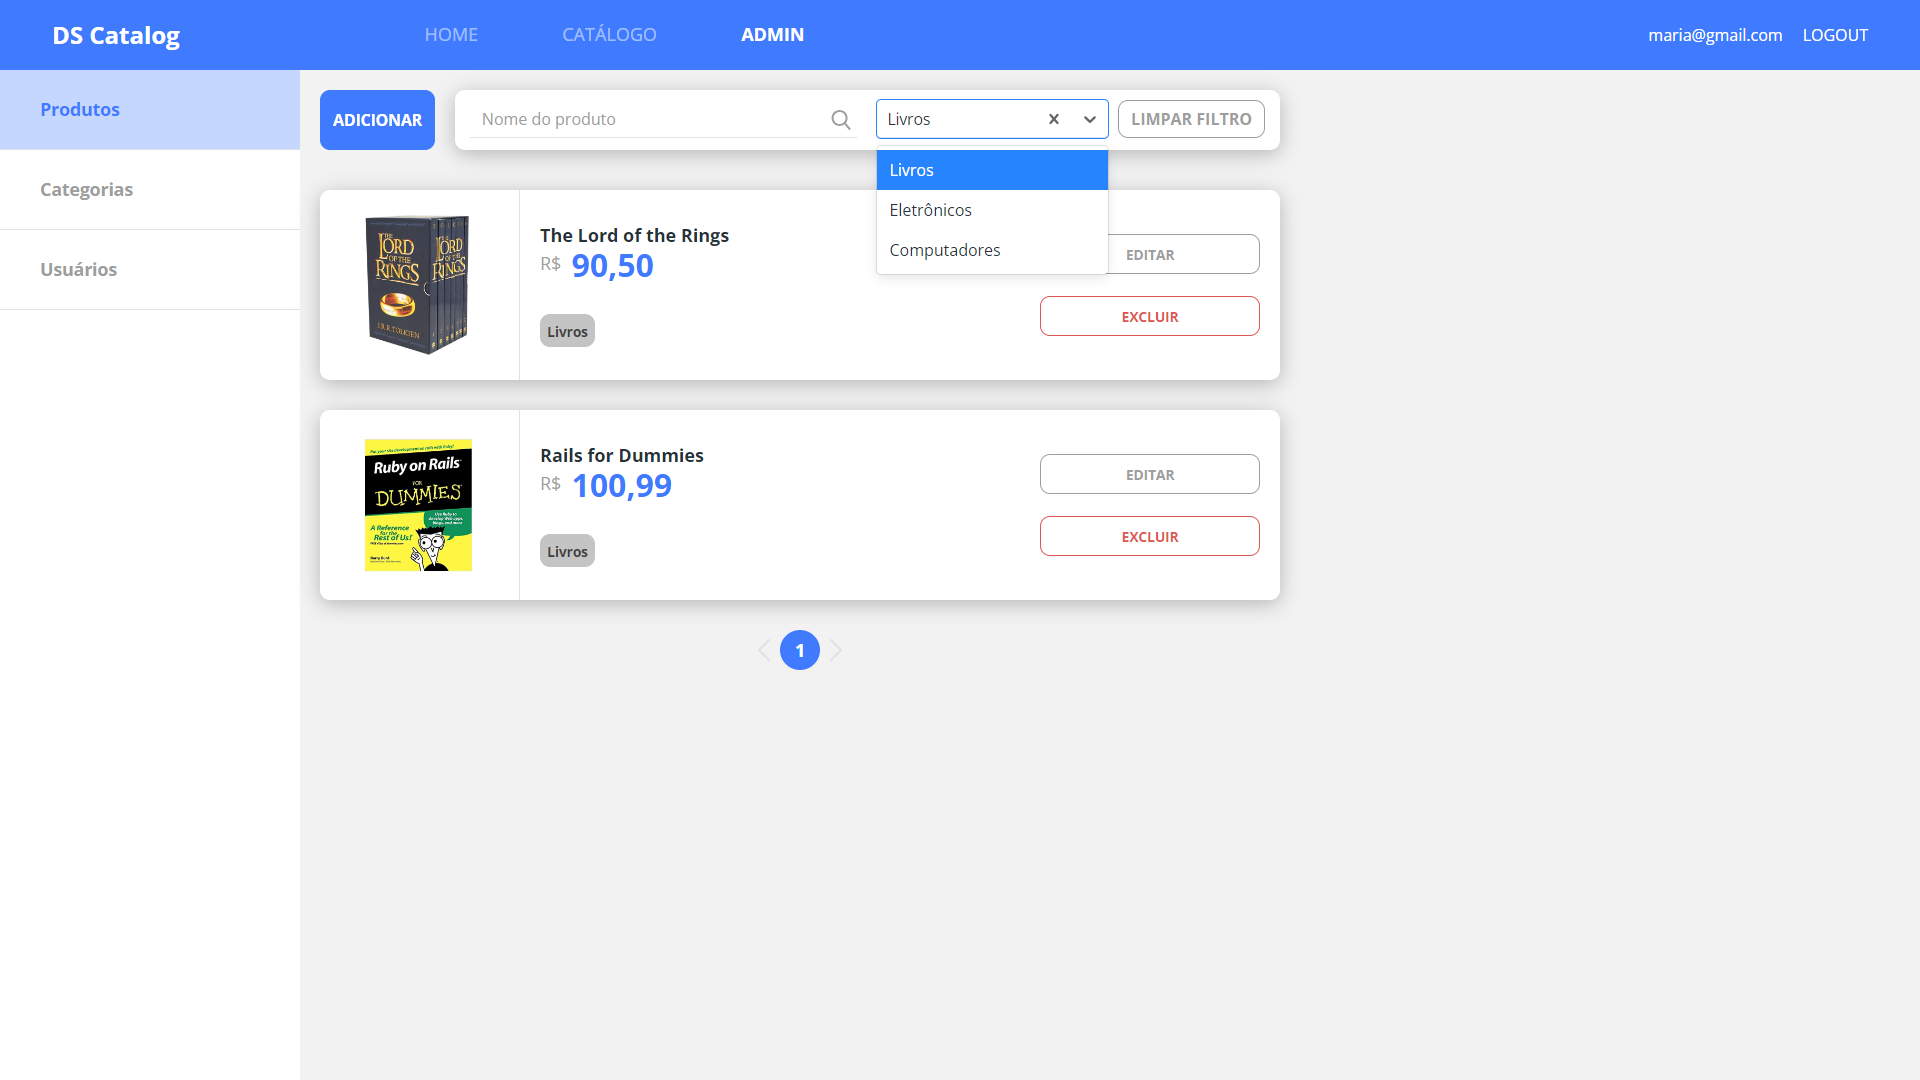 DS Catalog
HOME
CATÁLOGO
ADMIN
maria@gmail.com
LOGOUT
Produtos
Categorias
Usuários
ADICIONAR
Nome do produto
Livros
LIMPAR FILTRO
Livros
Eletrônicos
Computadores
THE
LORD
OF THE
RINGS
J.R.R. TOLKIEN
The Lord of the Rings
R$ 90,50
Livros
EDITAR
EXCLUIR
Ruby on Rails
FOR
DUMMIES
A Reference
for the
Rest of Us!
Rails for Dummies
R$ 100,99
Livros
EDITAR
EXCLUIR
1